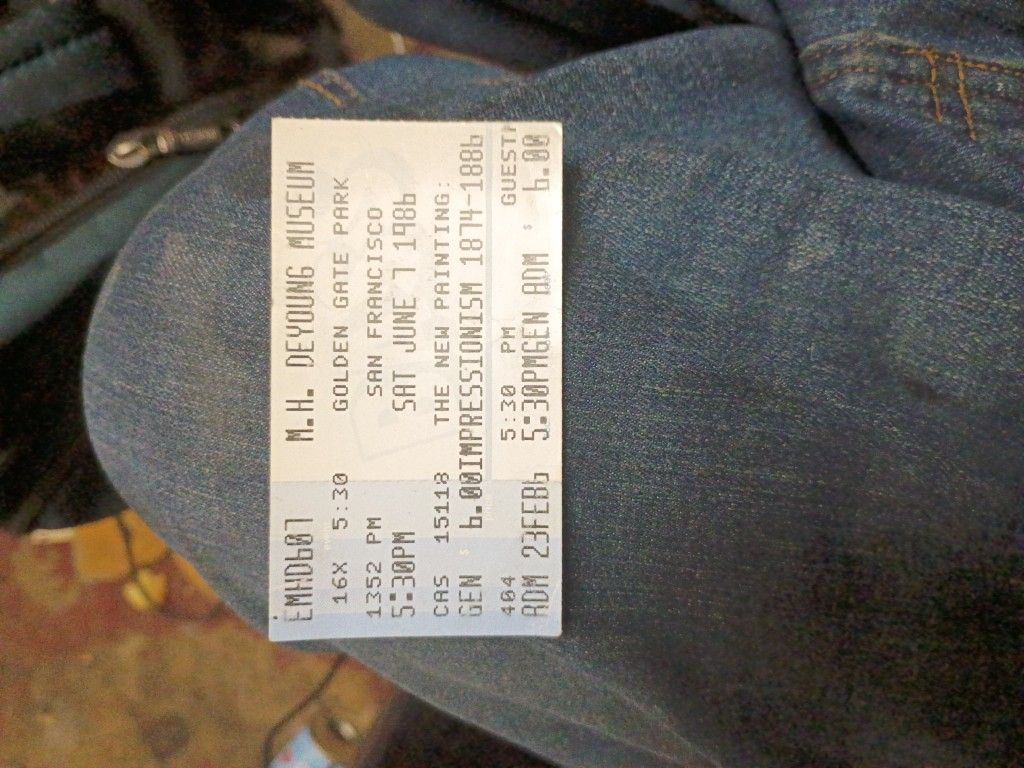 EMHD607 M.H. DEYOUNG MUSEUM
16X 5:30 GOLDEN GATE PARK
1352 PM SAN FRANCISCO
5:30PM SAT JUNE 7 1986
CAS 15118 THE NEW PAINTING:
GEN $ 6.00IMPRESSIONISM 1874-1886
404 5:30 PM GUESTH
ADM 23FEB6 5:30PMGEN ADM $ 6.00